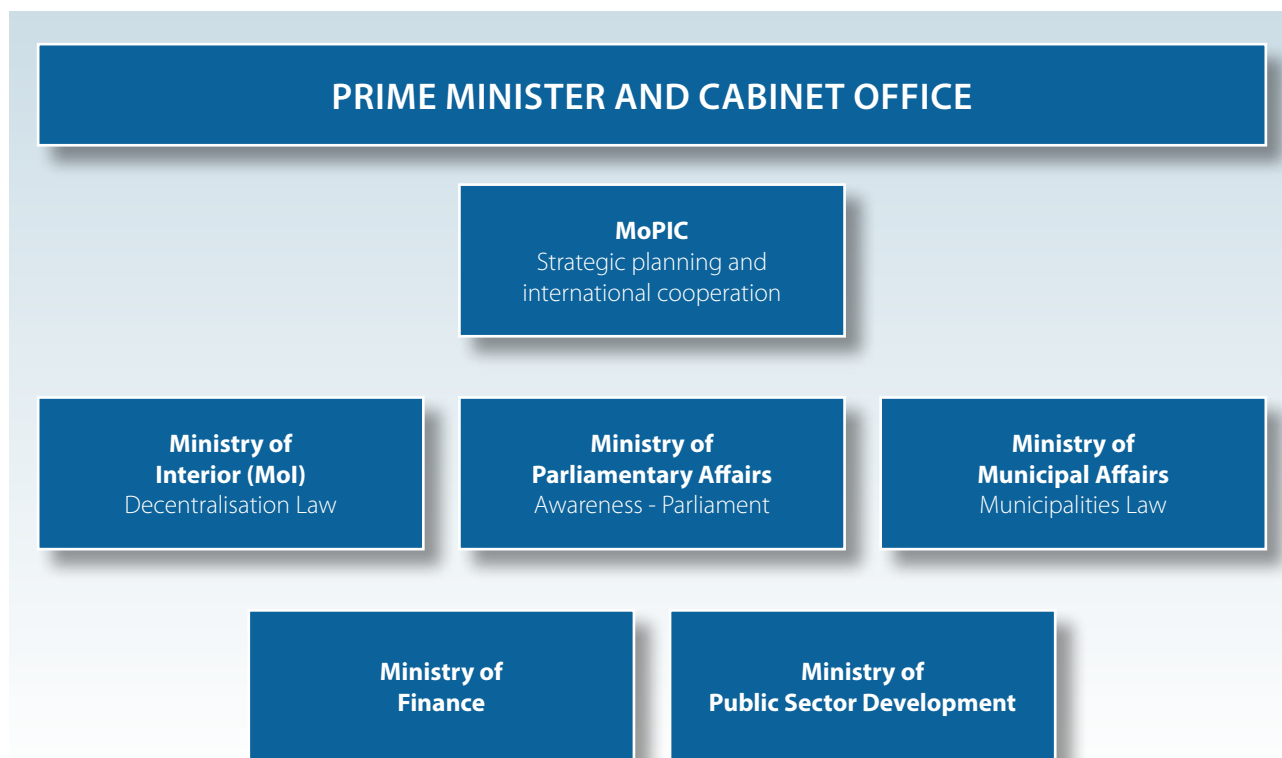 PRIME MINISTER AND CABINET OFFICE
MoPIC
Strategic planning and
international cooperation
Ministry of
Interior (MoI)
Decentralisation Law
Ministry of
Parliamentary Affairs
Awareness - Parliament
Ministry of
Municipal Affairs
Municipalities Law
Ministry of
Finance
Ministry of
Public Sector Development